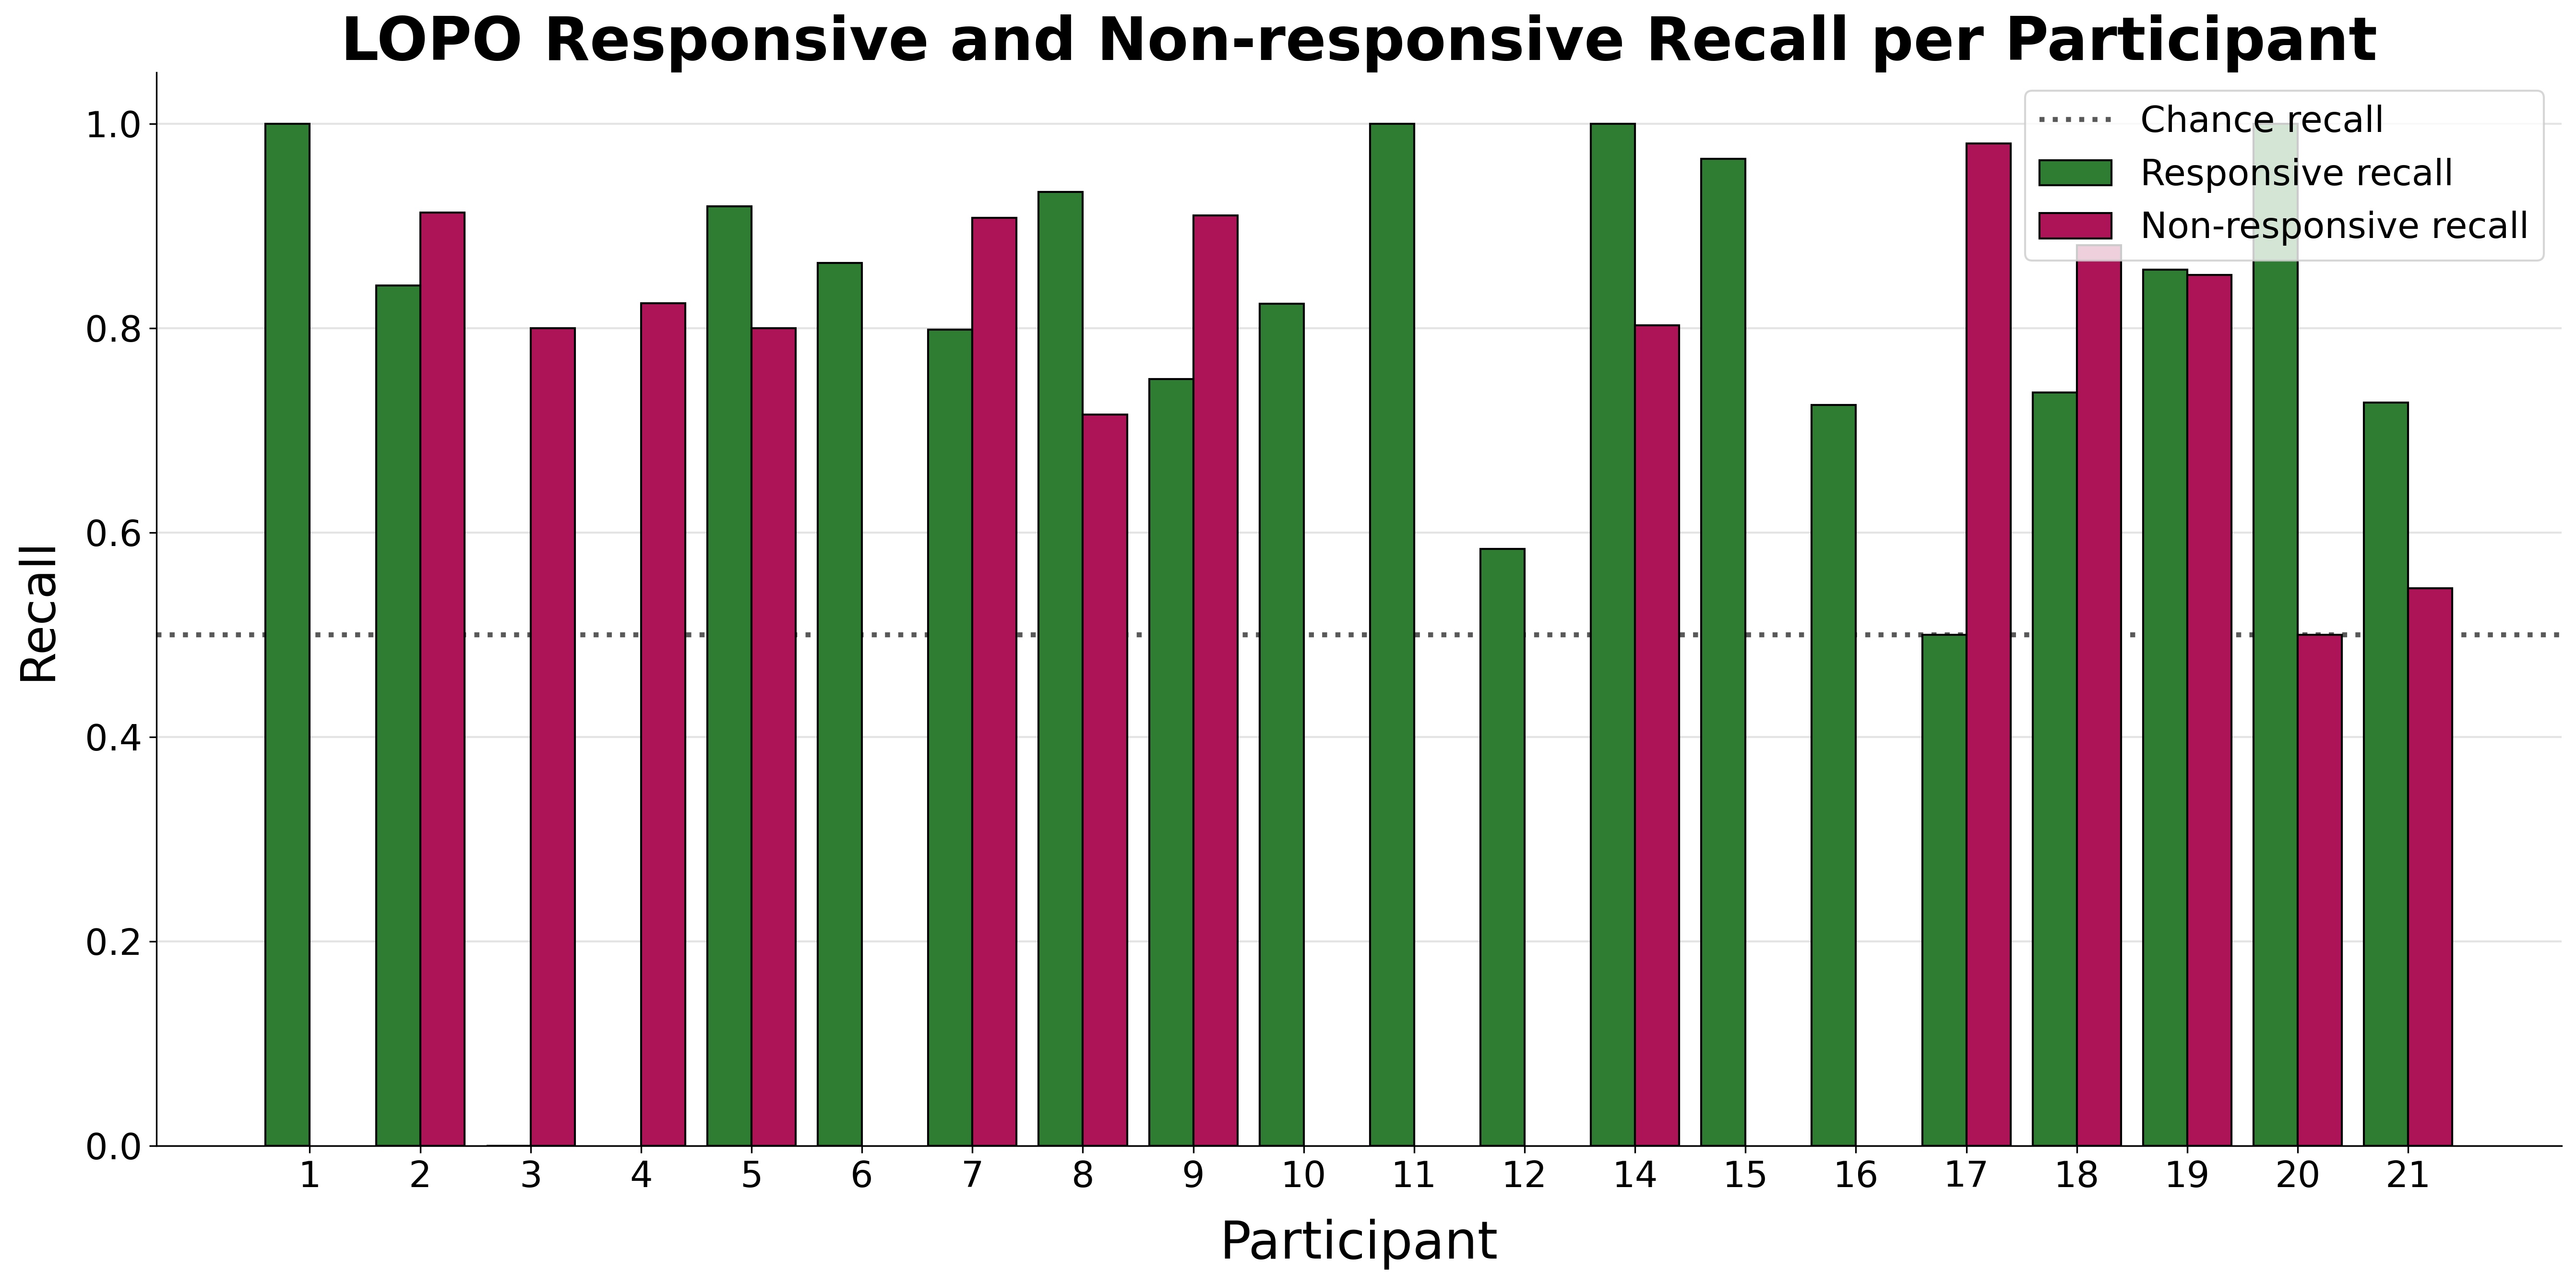 LOPO Responsive and Non-responsive Recall per Participant
Chance recall
Responsive recall
Non-responsive recall
1.0
0.8
0.6
0.4
0.2
0.0
Recall
1 2 3 4 5 6 7 8 9 10 11 12 14 15 16 17 18 19 20 21
Participant